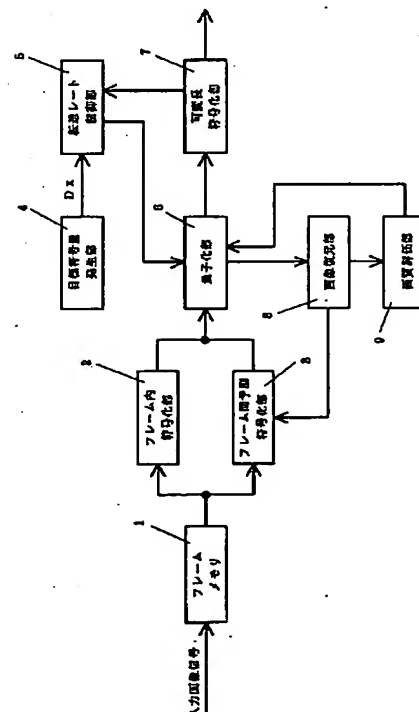 入力画像信号
1
フレーム
メモリ
2
フレーム内
符号化部
3
フレーム間予測
符号化部
4
目標符号量
発生部
Dx
5
伝送レート
制御部
6
量子化部
7
可変長
符号化部
8
画像復元部
9
画質評価部